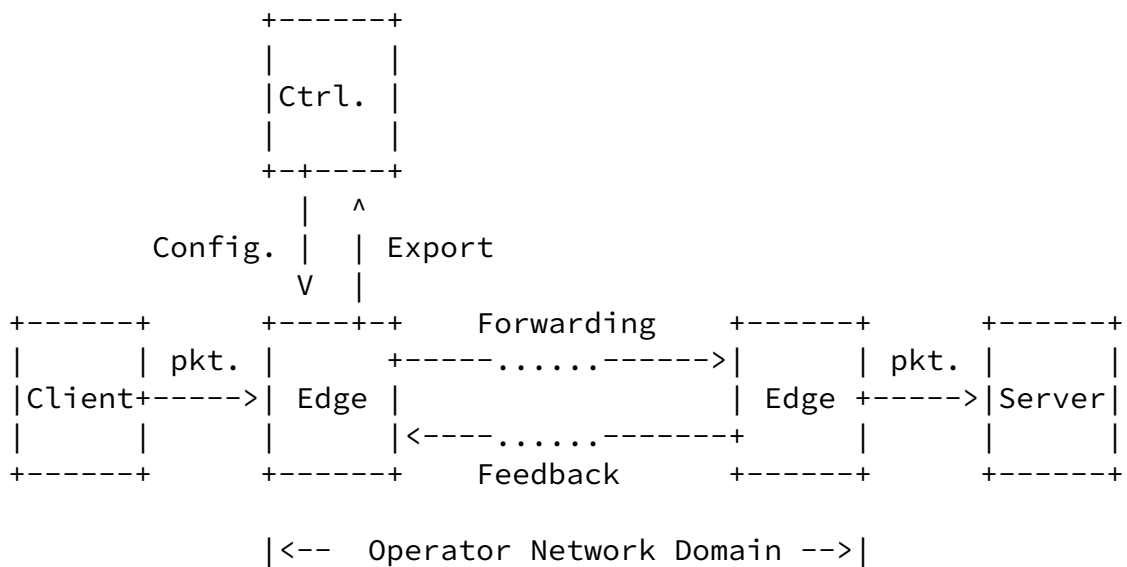 Ctrl.
Config. Export
Forwarding
pkt. pkt.
Client Edge Edge Server
Feedback
Operator Network Domain